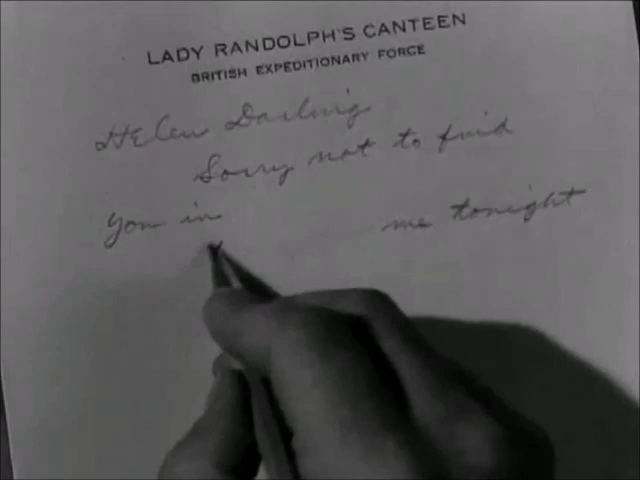 LADY RANDOLPH'S CANTEEN
BRITISH EXPEDITIONARY FORCE
Helen Darling
Sorry not to find
you in me tonight